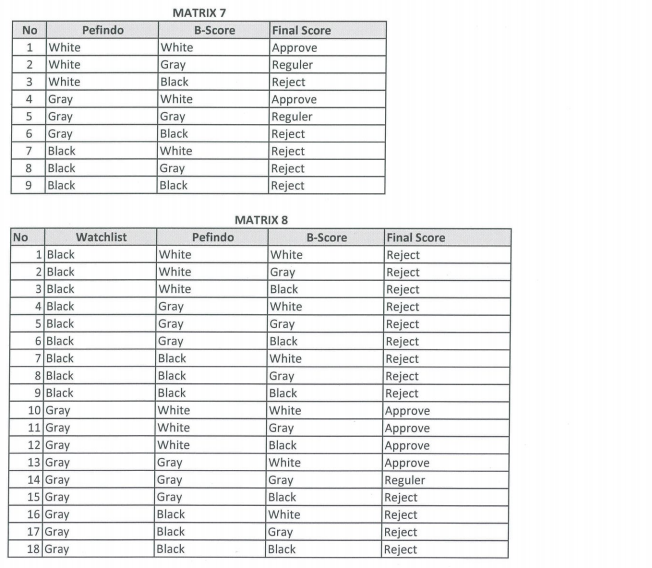 MATRIX 7
No Pefindo B-Score Final Score
1 White White Approve
2 White Gray Reguler
3 White Black Reject
4 Gray White Approve
5 Gray Gray Reguler
6 Gray Black Reject
7 Black White Reject
8 Black Gray Reject
9 Black Black Reject
MATRIX 8
No Watchlist Pefindo B-Score Final Score
1 Black White White Reject
2 Black White Gray Reject
3 Black White Black Reject
4 Black Gray White Reject
5 Black Gray Gray Reject
6 Black Gray Black Reject
7 Black Black White Reject
8 Black Black Gray Reject
9 Black Black Black Reject
10 Gray White White Approve
11 Gray White Gray Approve
12 Gray White Black Approve
13 Gray Gray White Approve
14 Gray Gray Gray Reguler
15 Gray Gray Black Reject
16 Gray Black White Reject
17 Gray Black Gray Reject
18 Gray Black Black Reject